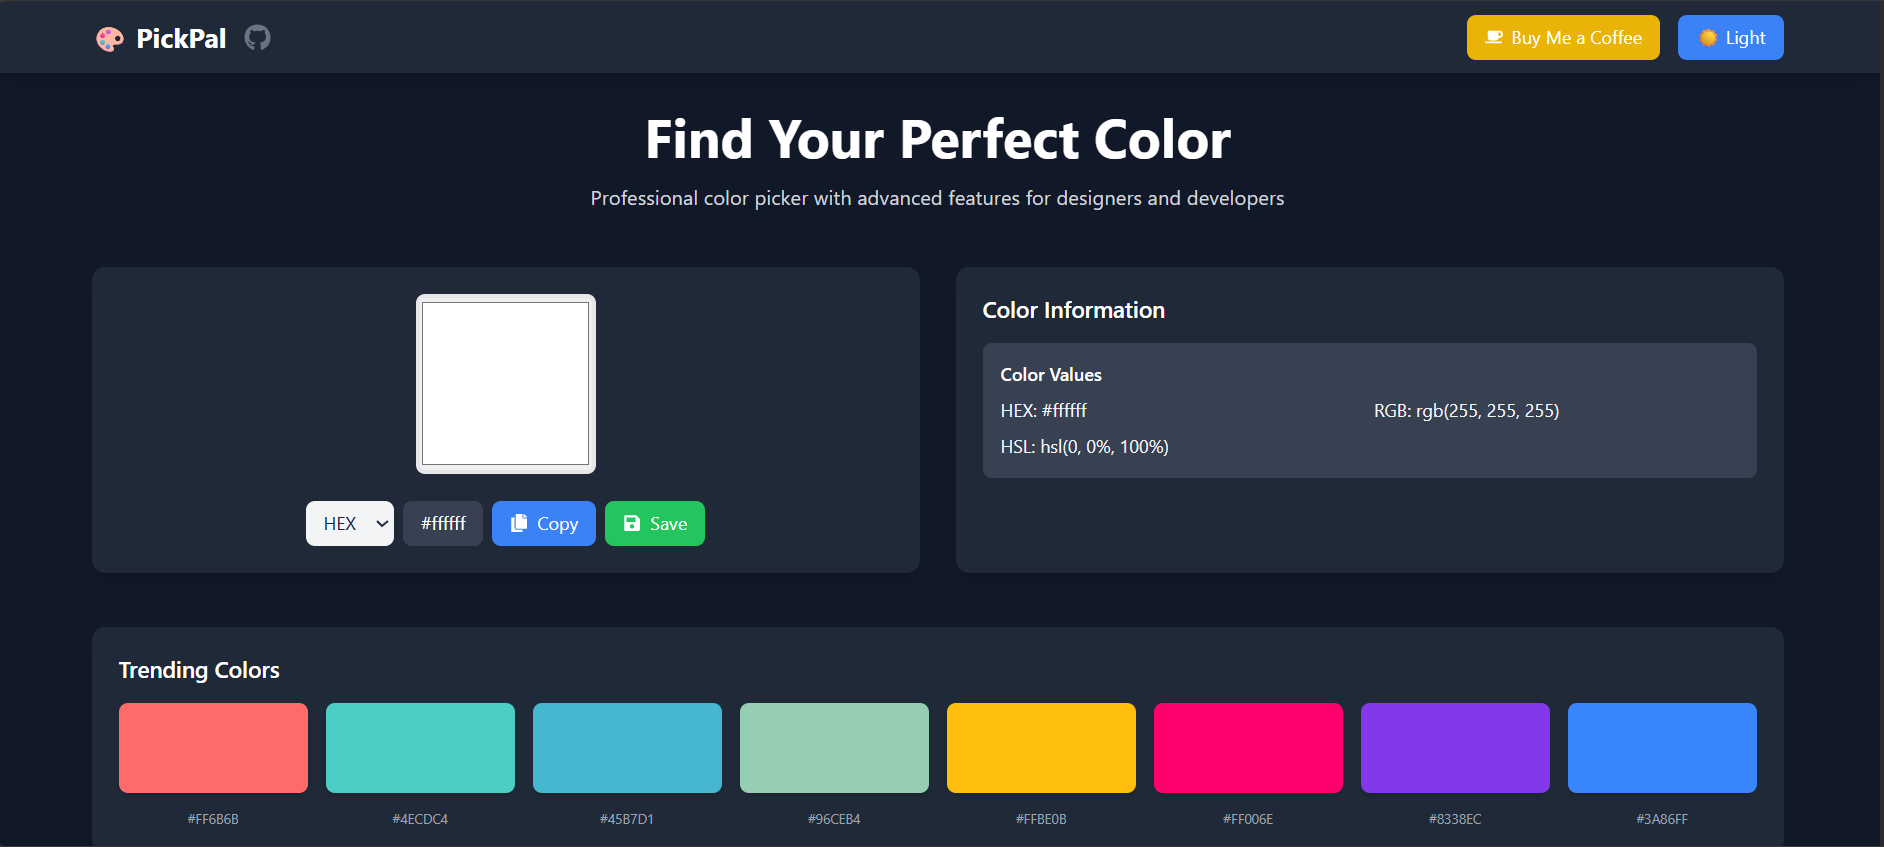 PickPal
Buy Me a Coffee
Light
Find Your Perfect Color
Professional color picker with advanced features for designers and developers
HEX
#ffffff
Copy
Save
Color Information
Color Values
HEX: #ffffff
RGB: rgb(255, 255, 255)
HSL: hsl(0, 0%, 100%)
Trending Colors
#FF6B6B
#4ECDC4
#45B7D1
#96CEB4
#FFBE0B
#FF006E
#8338EC
#3A86FF